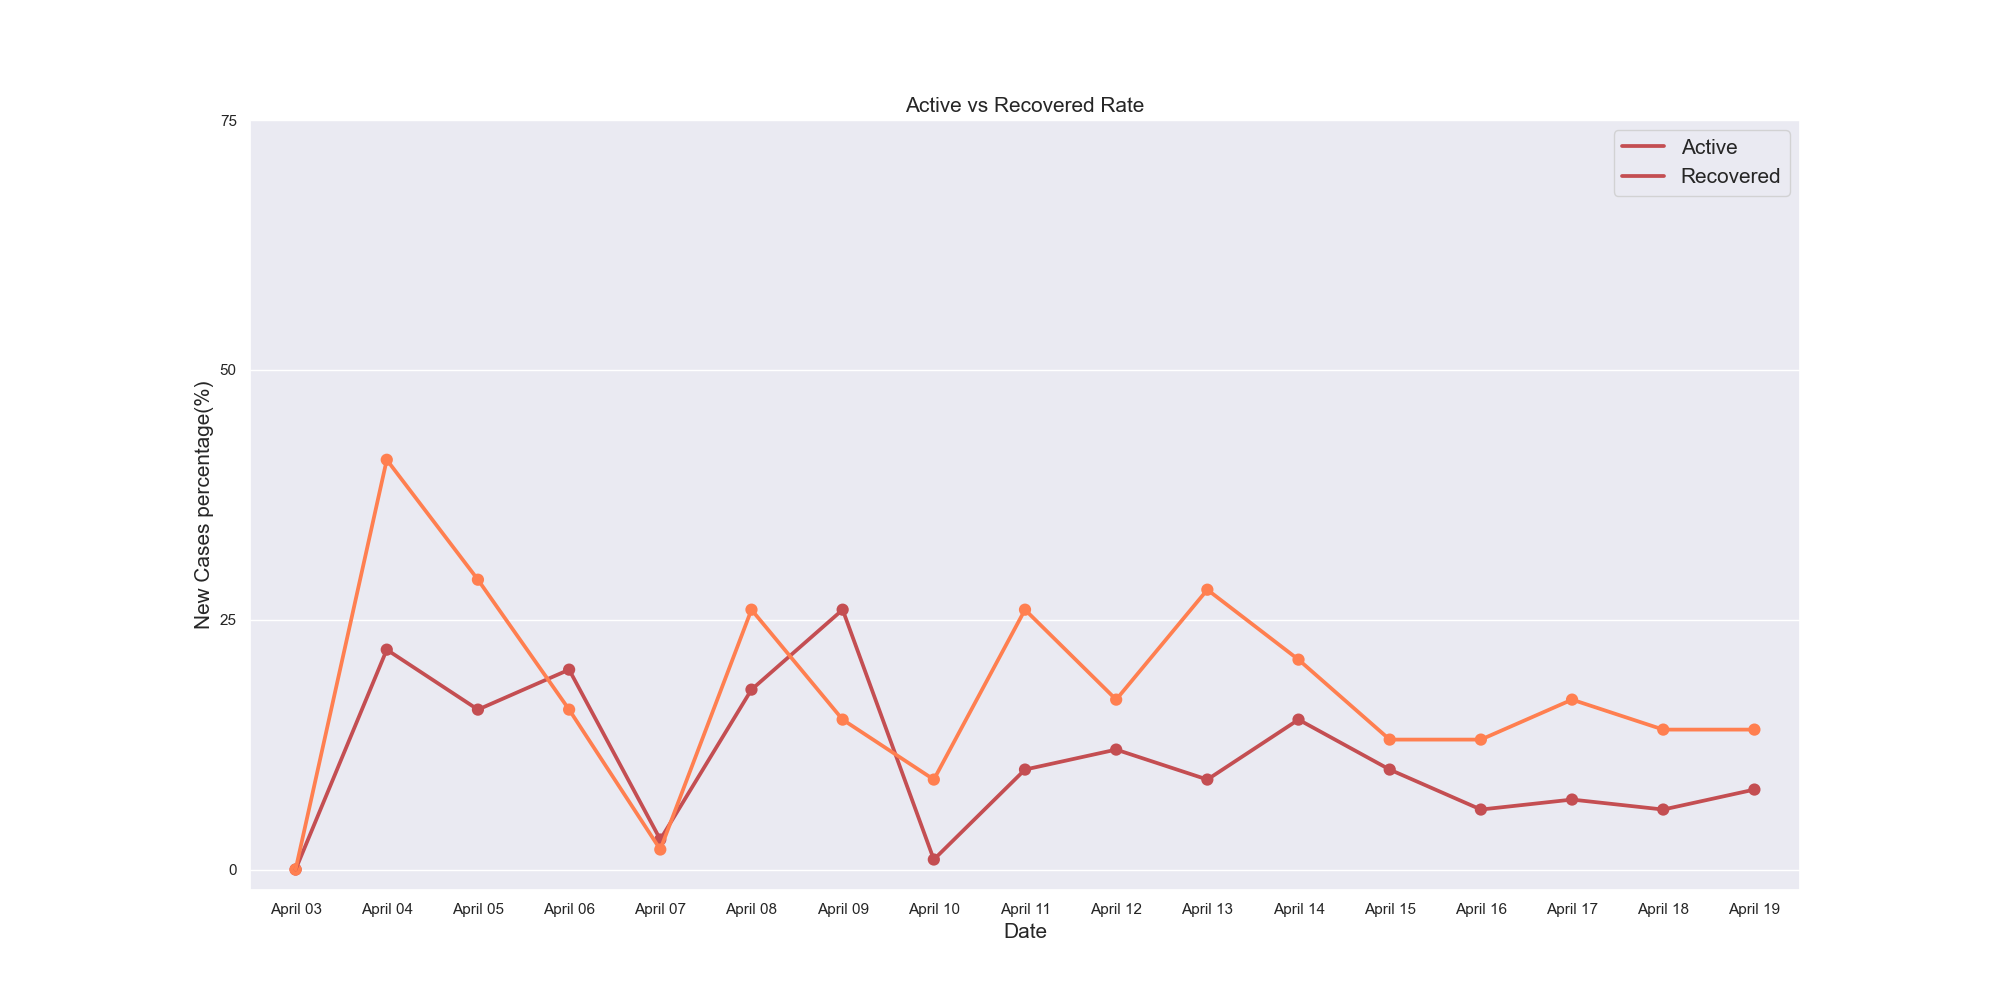 Active vs Recovered Rate
75
Active
Recovered
50
25
0
New Cases percentage(%)
April 03 April 04 April 05 April 06 April 07 April 08 April 09 April 10 April 11 April 12 April 13 April 14 April 15 April 16 April 17 April 18 April 19
Date